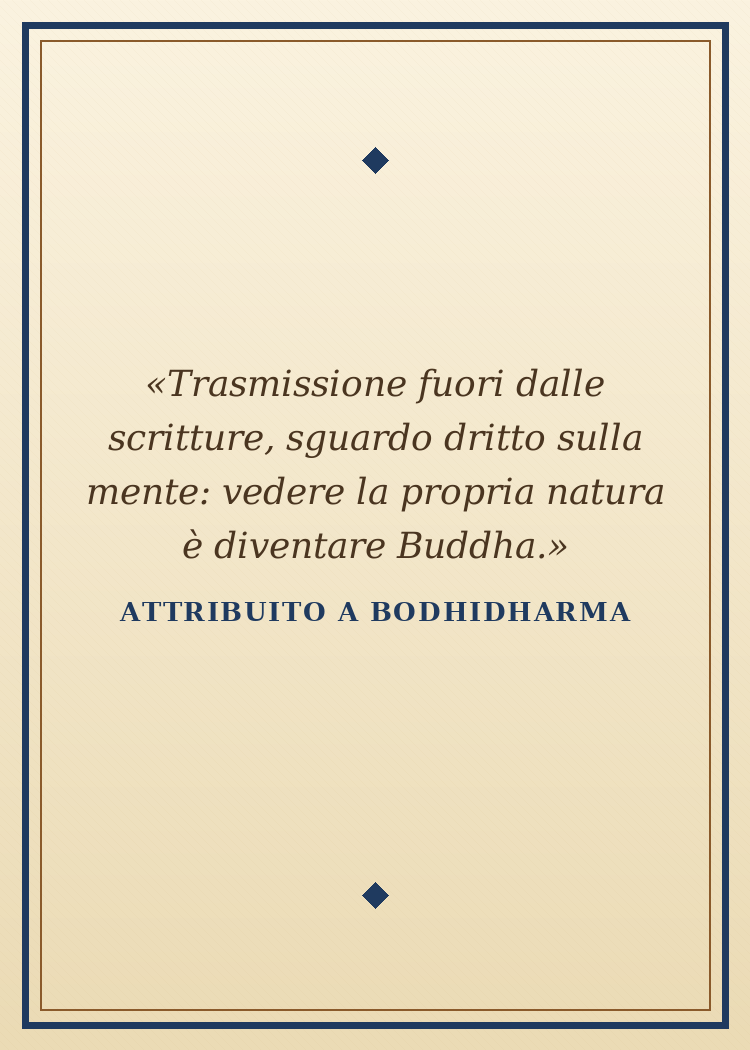 «Trasmissione fuori dalle
scritture, sguardo dritto sulla
mente: vedere la propria natura
è diventare Buddha.»
ATTRIBUITO A BODHIDHARMA